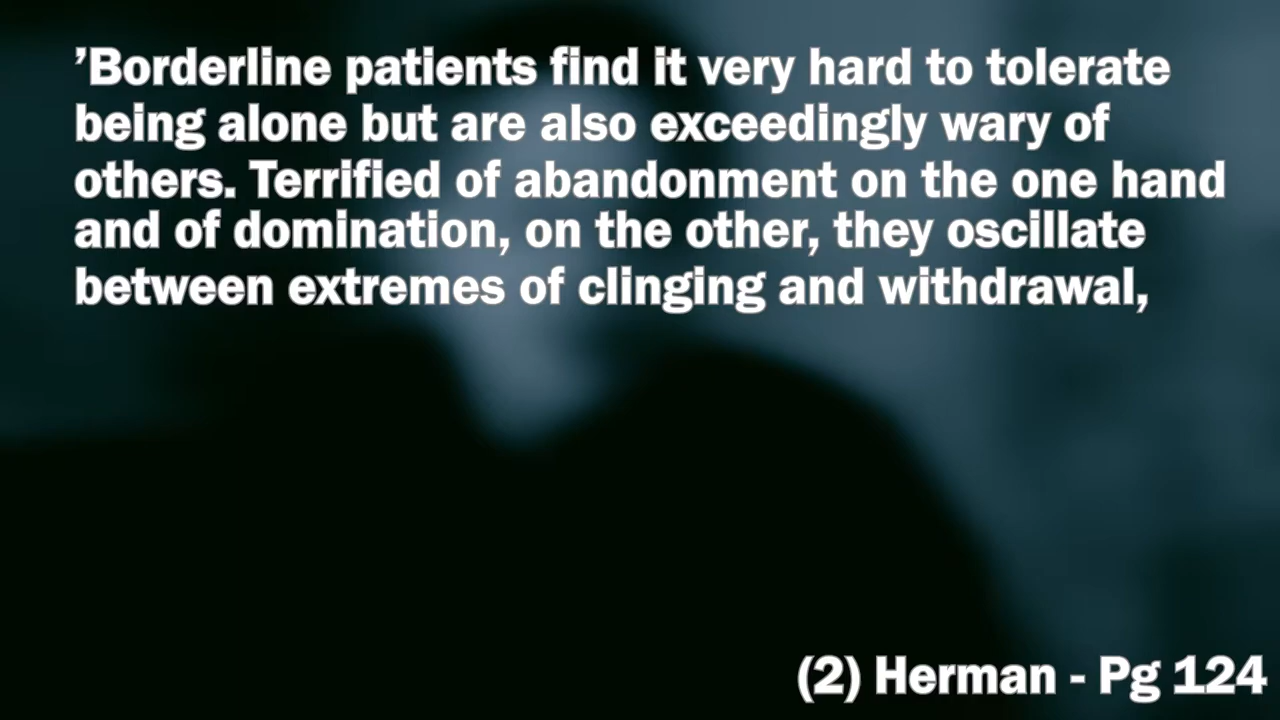 ’Borderline patients find it very hard to tolerate
being alone but are also exceedingly wary of
others. Terrified of abandonment on the one hand
and of domination, on the other, they oscillate
between extremes of clinging and withdrawal,
(2) Herman - Pg 124